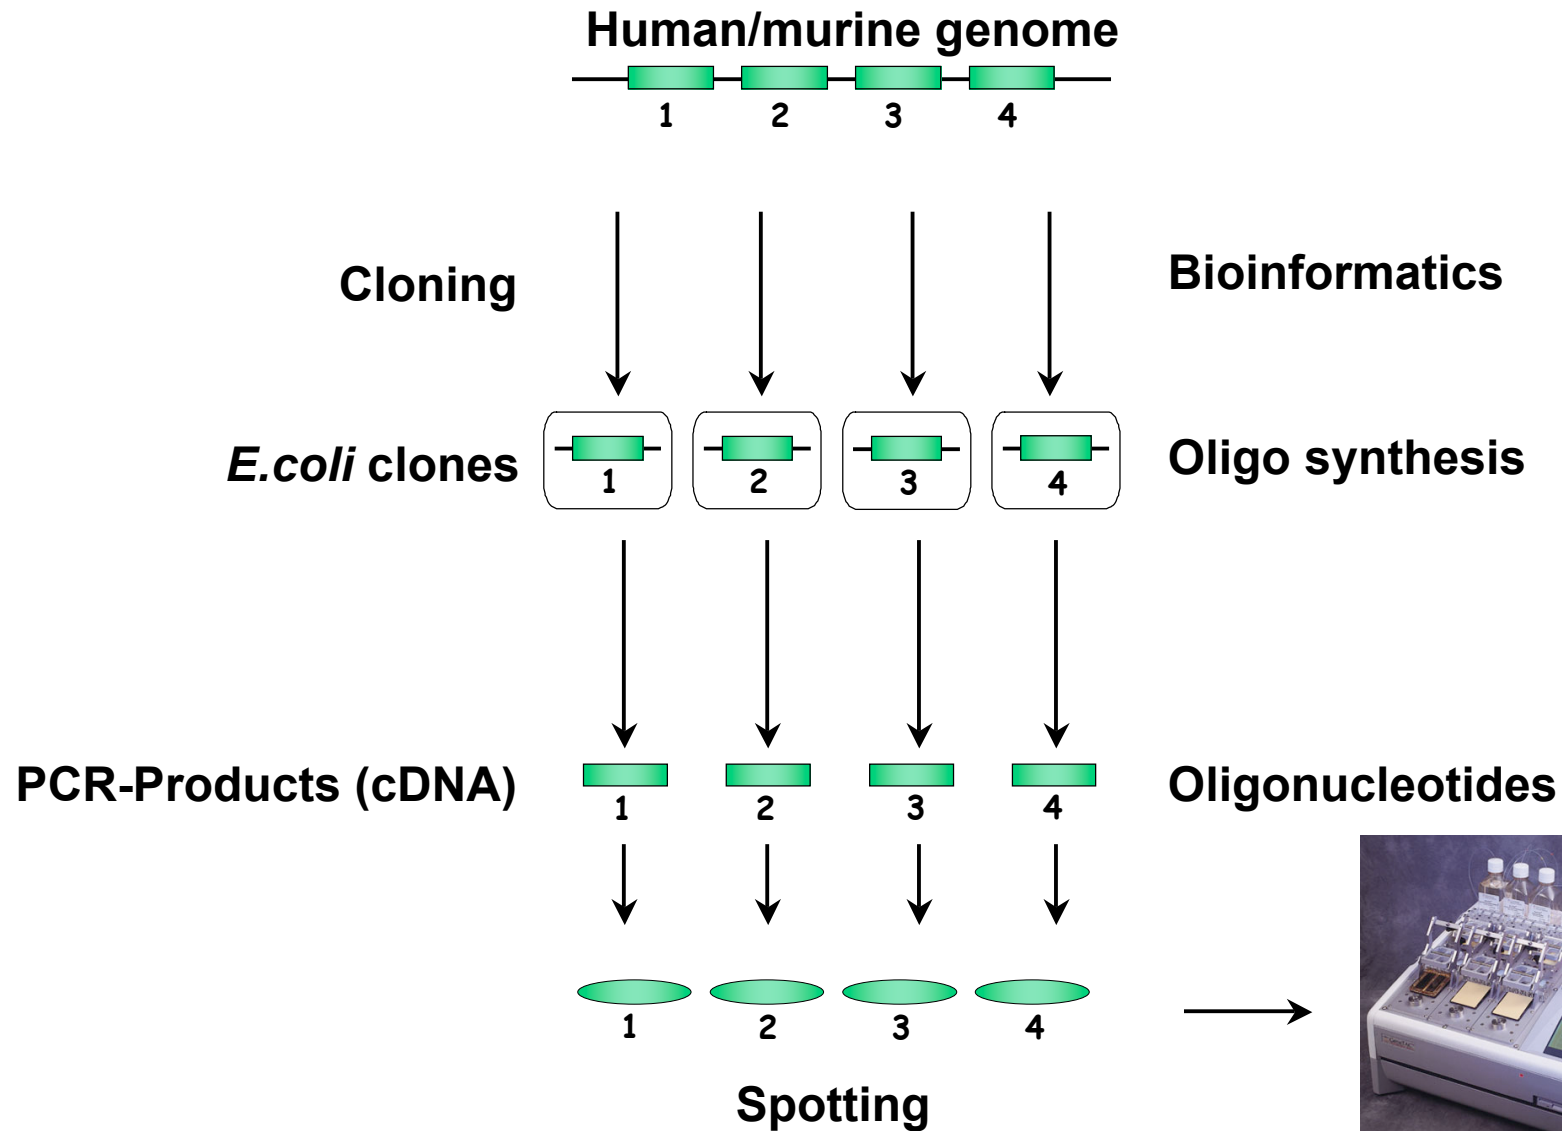 Human/murine genome
1 2 3 4
Cloning
Bioinformatics
E.coli clones
1 2 3 4
Oligo synthesis
PCR-Products (cDNA)
1 2 3 4
Oligonucleotides
1 2 3 4
Spotting